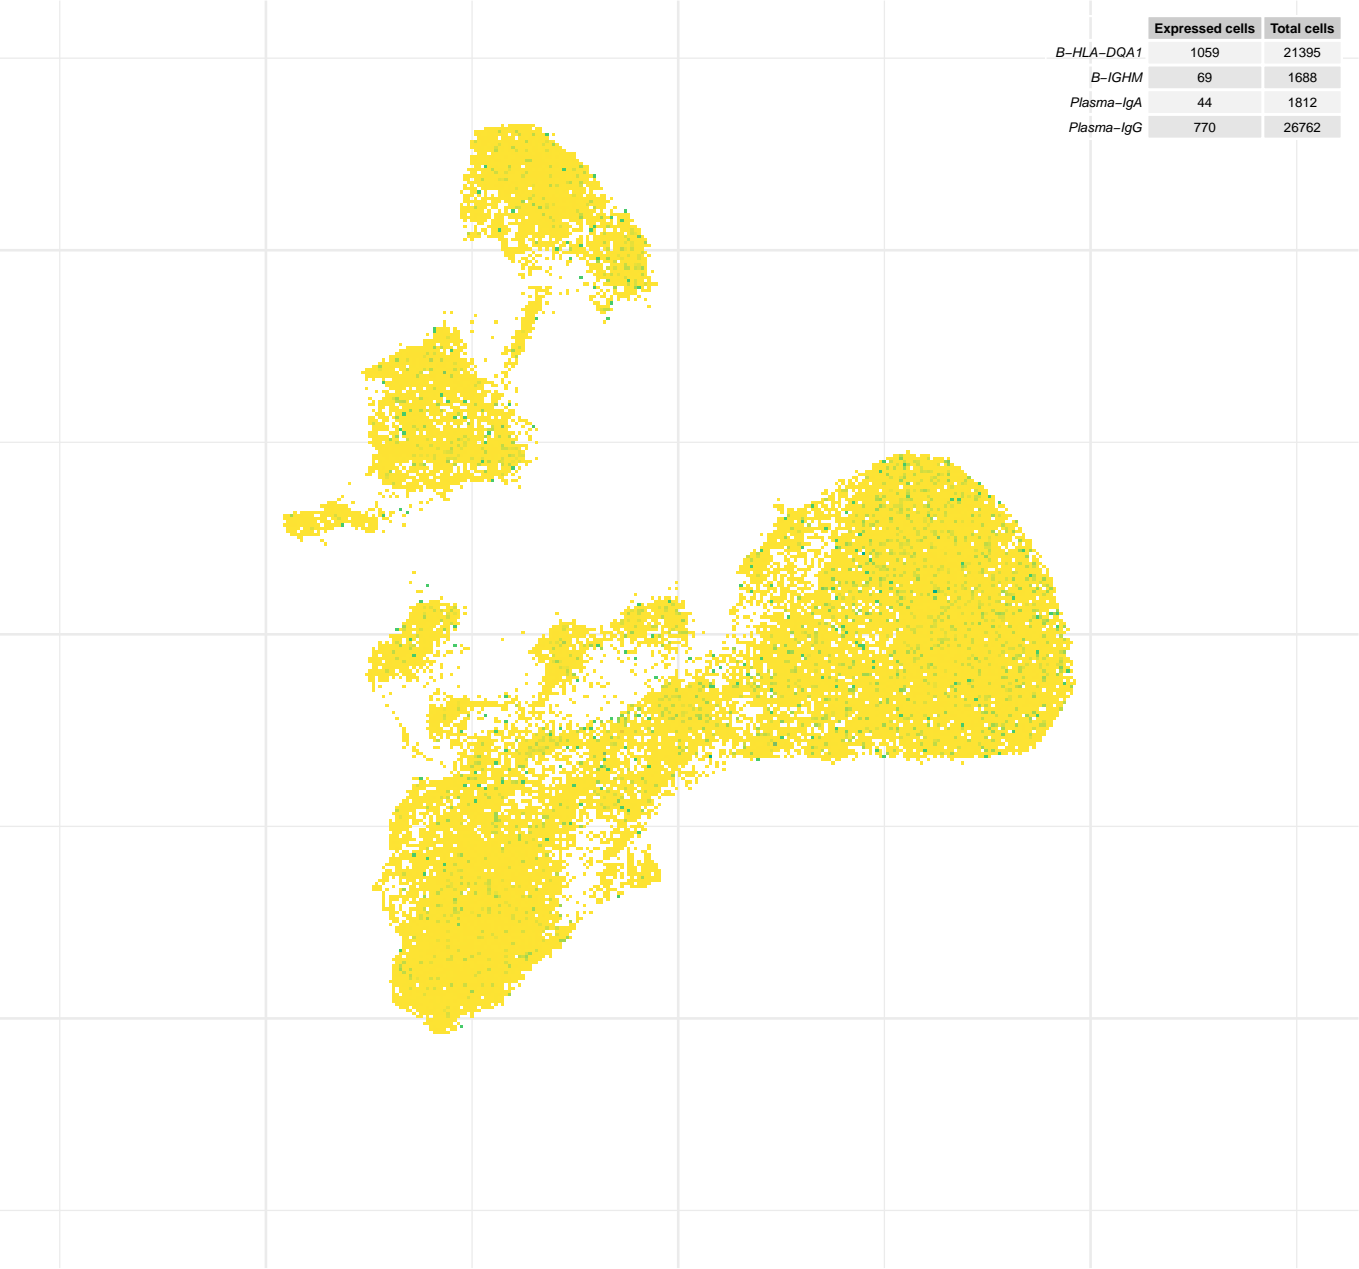 Expressed cells Total cells
B−HLA−DQA1 1059 21395
B−IGHM 69 1688
Plasma−IgA 44 1812
Plasma−IgG 770 26762